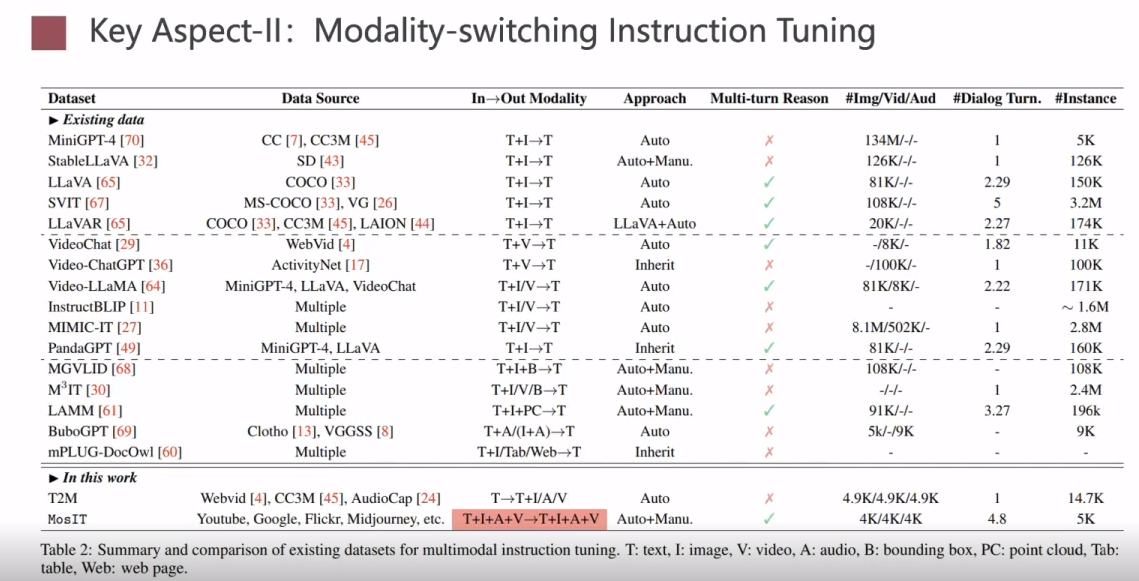 Key Aspect-II: Modality-switching Instruction Tuning
Dataset Data Source In→Out Modality Approach Multi-turn Reason #Img/Vid/Aud #Dialog Turn. #Instance
▶ Existing data
MiniGPT-4 [70] CC [7], CC3M [45] T+I→T Auto ✗ 134M/-/- 1 5K
StableLLaVA [32] SD [43] T+I→T Auto+Manu. ✗ 126K/-/- 1 126K
LLaVA [65] COCO [33] T+I→T Auto ✓ 81K/-/- 2.29 150K
SVIT [67] MS-COCO [33], VG [26] T+I→T Auto ✓ 108K/-/- 5 3.2M
LLaVAR [65] COCO [33], CC3M [45], LAION [44] T+I→T LLaVA+Auto ✓ 20K/-/- 2.27 174K
VideoChat [29] WebVid [4] T+V→T Auto ✓ -/8K/- 1.82 11K
Video-ChatGPT [36] ActivityNet [17] T+V→T Inherit ✗ -/100K/- 1 100K
Video-LLaMA [64] MiniGPT-4, LLaVA, VideoChat T+I/V→T Auto ✓ 81K/8K/- 2.22 171K
InstructBLIP [11] Multiple T+I/V→T Auto ✗ - - ~ 1.6M
MIMIC-IT [27] Multiple T+I/V→T Auto ✗ 8.1M/502K/- 1 2.8M
PandaGPT [49] MiniGPT-4, LLaVA T+I→T Inherit ✓ 81K/-/- 2.29 160K
MGVLID [68] Multiple T+I+B→T Auto+Manu. ✗ 108K/-/- - 108K
M³IT [30] Multiple T+I/V/B→T Auto+Manu. ✗ -/-/- 1 2.4M
LAMM [61] Multiple T+I+PC→T Auto+Manu. ✓ 91K/-/- 3.27 196k
BuboGPT [69] Clotho [13], VGGSS [8] T+A/(I+A)→T Auto ✗ 5k/-/9K - 9K
mPLUG-DocOwl [60] Multiple T+I/Tab/Web→T Inherit ✗ - - -
▶ In this work
T2M Webvid [4], CC3M [45], AudioCap [24] T→T+I/A/V Auto ✗ 4.9K/4.9K/4.9K 1 14.7K
MosIT Youtube, Google, Flickr, Midjourney, etc. T+I+A+V→T+I+A+V Auto+Manu. ✓ 4K/4K/4K 4.8 5K
Table 2: Summary and comparison of existing datasets for multimodal instruction tuning. T: text, I: image, V: video, A: audio, B: bounding box, PC: point cloud, Tab:
table, Web: web page.